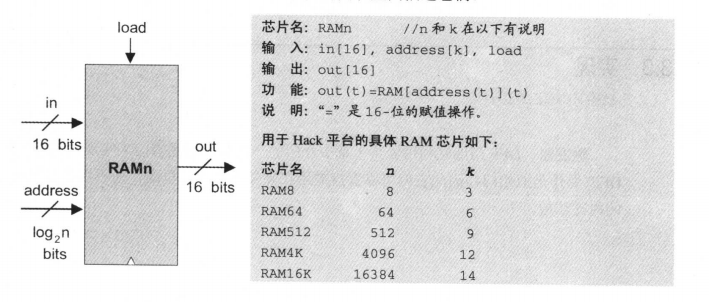 load
in
16 bits
address
log2n
bits
RAMn
out
16 bits
芯片名: RAMn //n 和 k 在以下有说明
输 入: in[16], address[k], load
输 出: out[16]
功 能: out(t)=RAM[address(t)](t)
说 明: “=”是 16-位的赋值操作。
用于 Hack 平台的具体 RAM 芯片如下:
芯片名 n k
RAM8 8 3
RAM64 64 6
RAM512 512 9
RAM4K 4096 12
RAM16K 16384 14